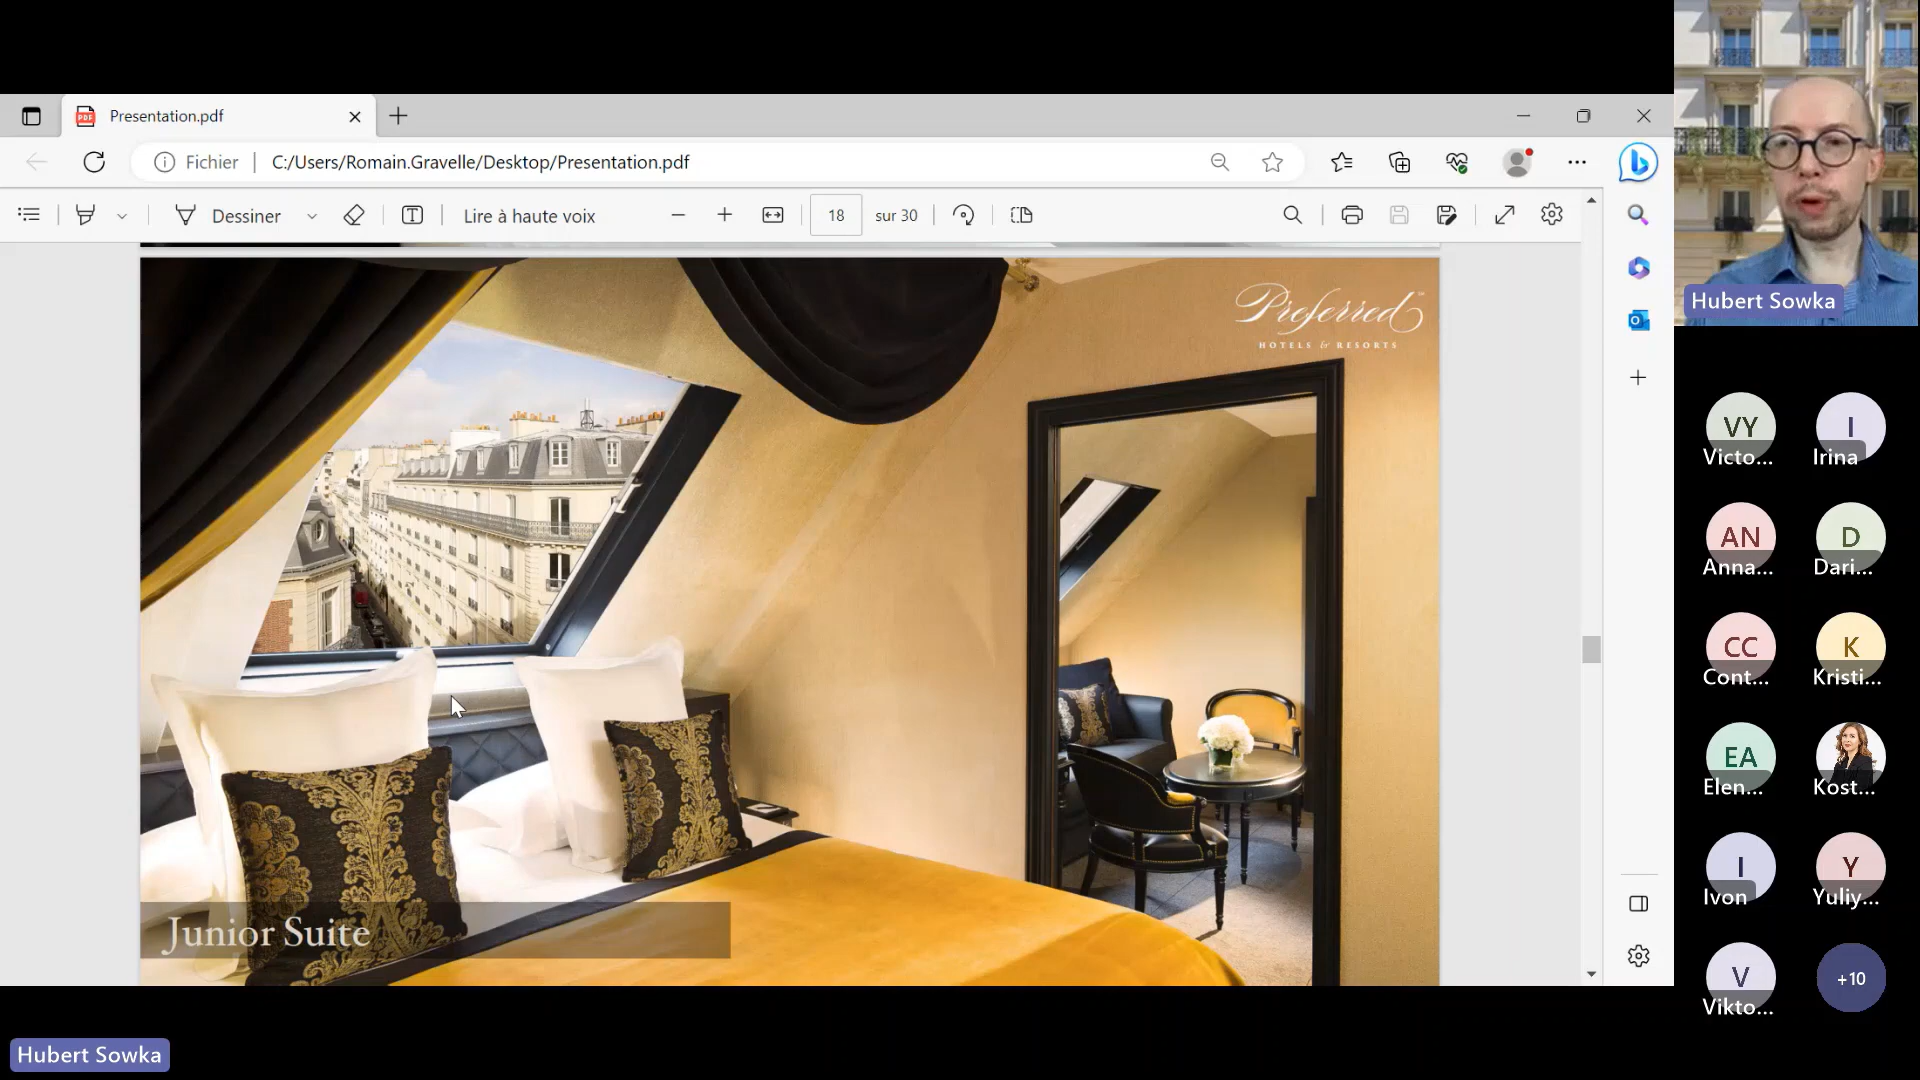 Presentation.pdf
Fichier
C:/Users/Romain.Gravelle/Desktop/Presentation.pdf
Dessiner
Lire à haute voix
18
sur 30
Preferred
HOTELS & RESORTS
Junior Suite
Hubert Sowka
VY
Victo...
I
Irina
AN
Anna...
D
Dari...
CC
Cont...
K
Kristi...
EA
Elen...
Kost...
I
Ivon
Y
Yuliy...
V
Vikto...
+10
Hubert Sowka